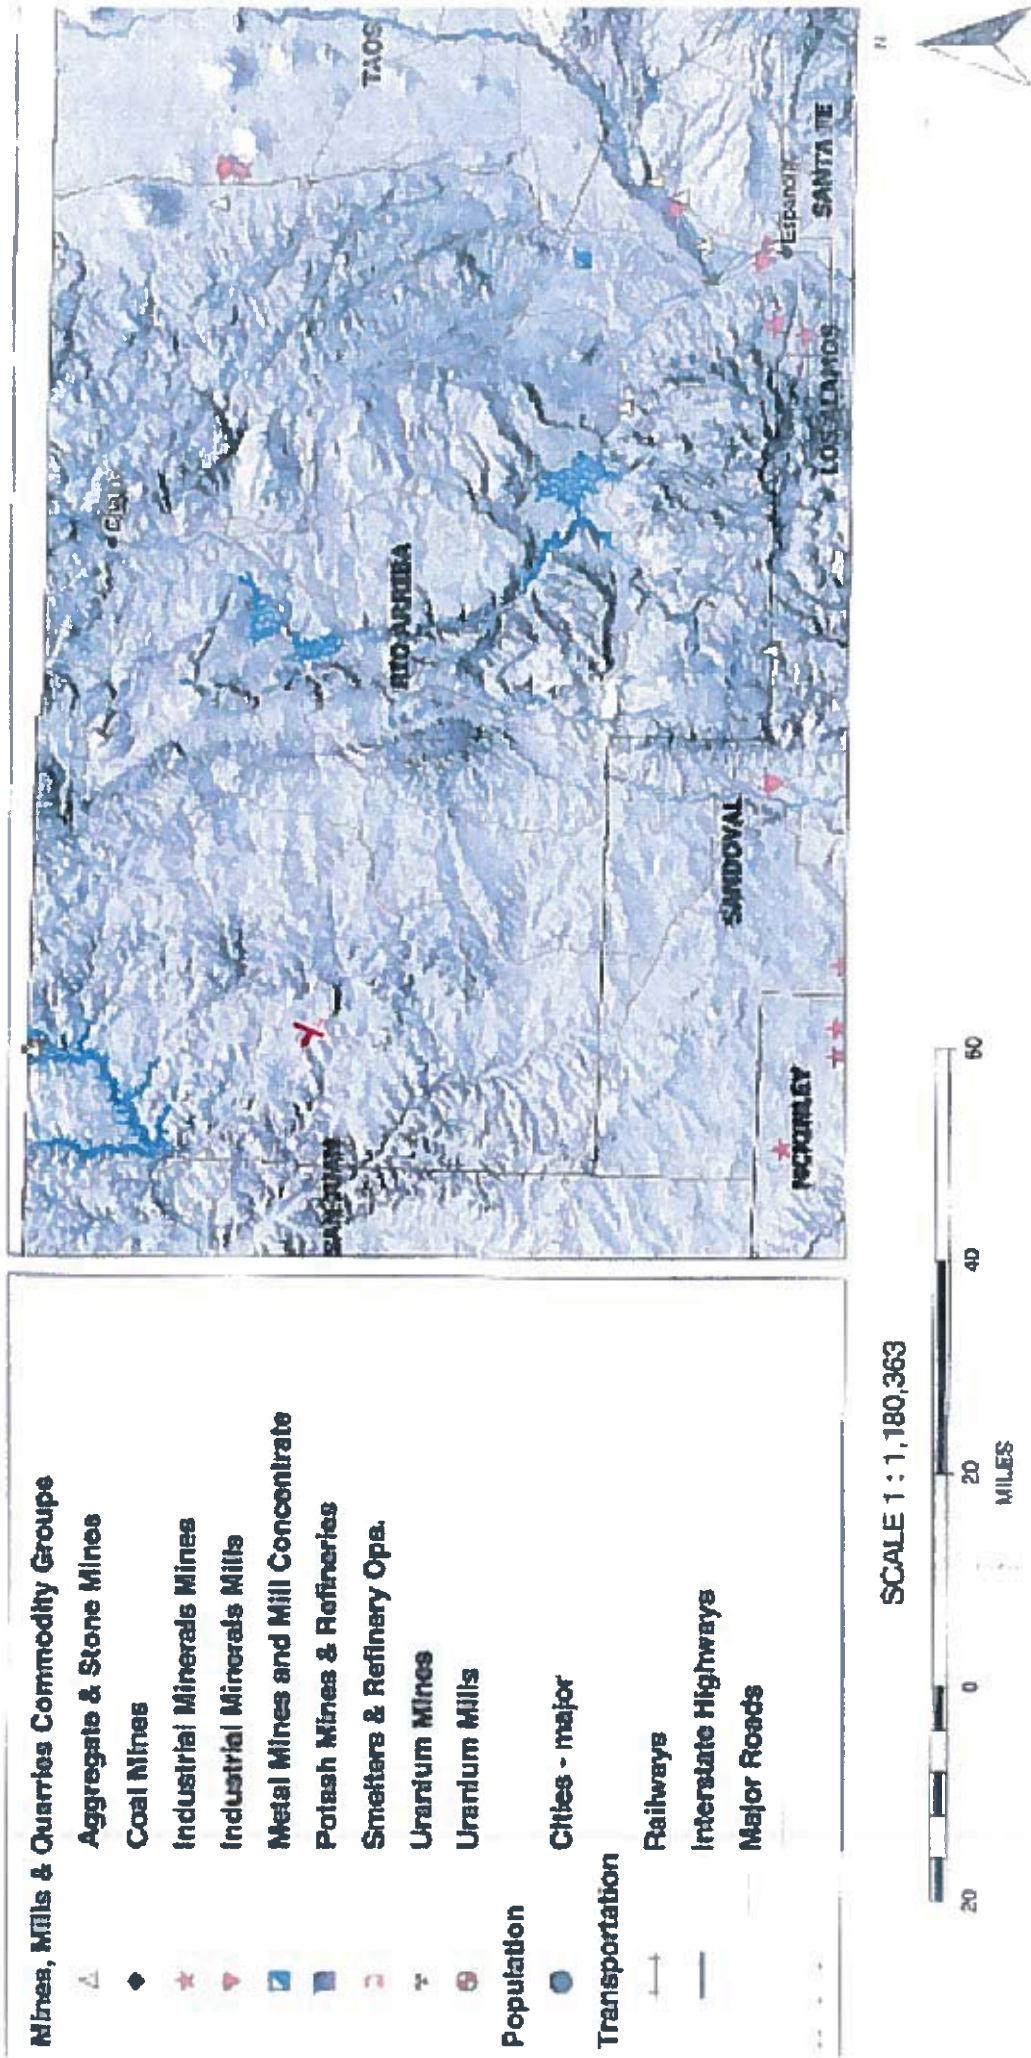 Mines, Mills & Quarries Commodity Groups
Aggregate & Stone Mines
Coal Mines
Industrial Minerals Mines
Industrial Minerals Mills
Metal Mines and Mill Concentrate
Potash Mines & Refineries
Smelters & Refinery Ops.
Uranium Mines
Uranium Mills
Population
Cities - major
Transportation
Railways
Interstate Highways
Major Roads
SAN JUAN
RIO ARRIBA
TAOS
MCKINLEY
SANDOVAL
LOS ALAMOS
SANTA FE
SCALE 1 : 1,180,363
20 0 20 40 60
MILES
N